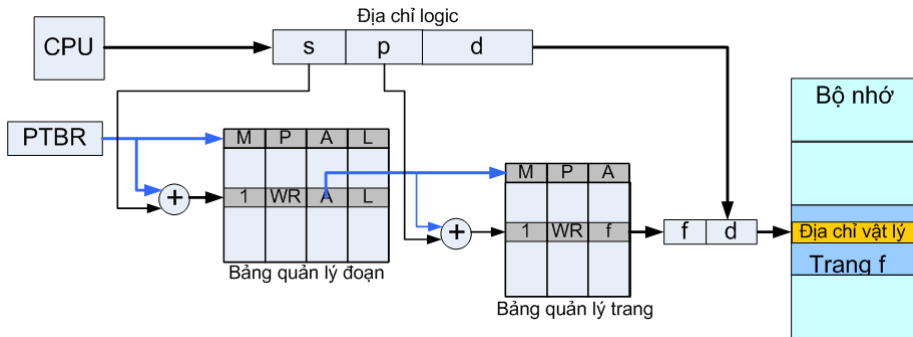 Địa chỉ logic
CPU
s p d
Bộ nhớ
PTBR
M P A L
M P A
1 WR A L
1 WR f
f d
Địa chỉ vật lý
Bảng quản lý đoạn
Trang f
Bảng quản lý trang